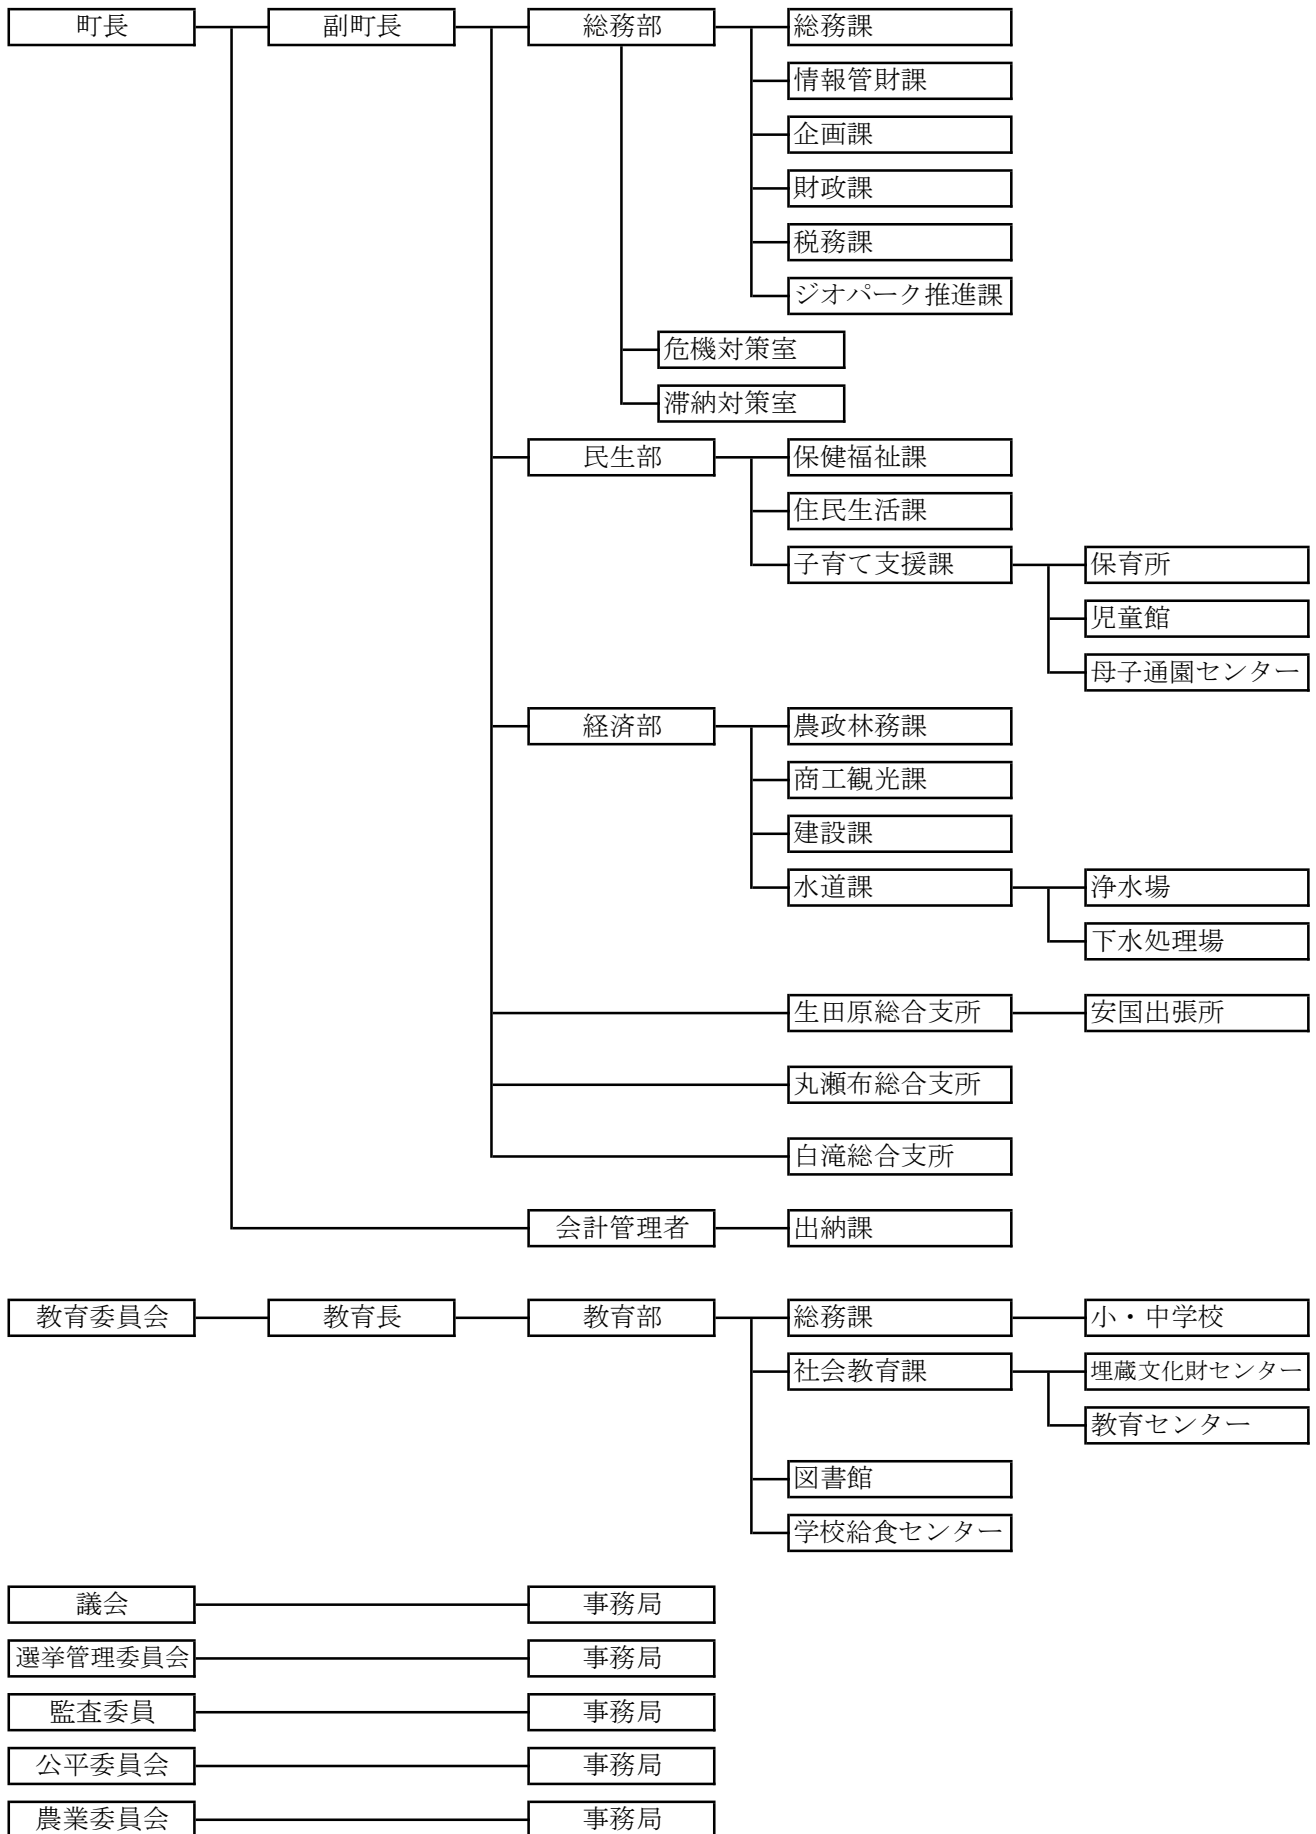 町長 副町長 総務部 総務課
情報管財課
企画課
財政課
税務課
ジオパーク推進課
危機対策室
滞納対策室
民生部 保健福祉課
住民生活課
子育て支援課 保育所
児童館
母子通園センター
経済部 農政林務課
商工観光課
建設課
水道課 浄水場
下水処理場
生田原総合支所 安国出張所
丸瀬布総合支所
白滝総合支所
会計管理者 出納課
教育委員会 教育長 教育部 総務課 小・中学校
社会教育課 埋蔵文化財センター
教育センター
図書館
学校給食センター
議会 事務局
選挙管理委員会 事務局
監査委員 事務局
公平委員会 事務局
農業委員会 事務局